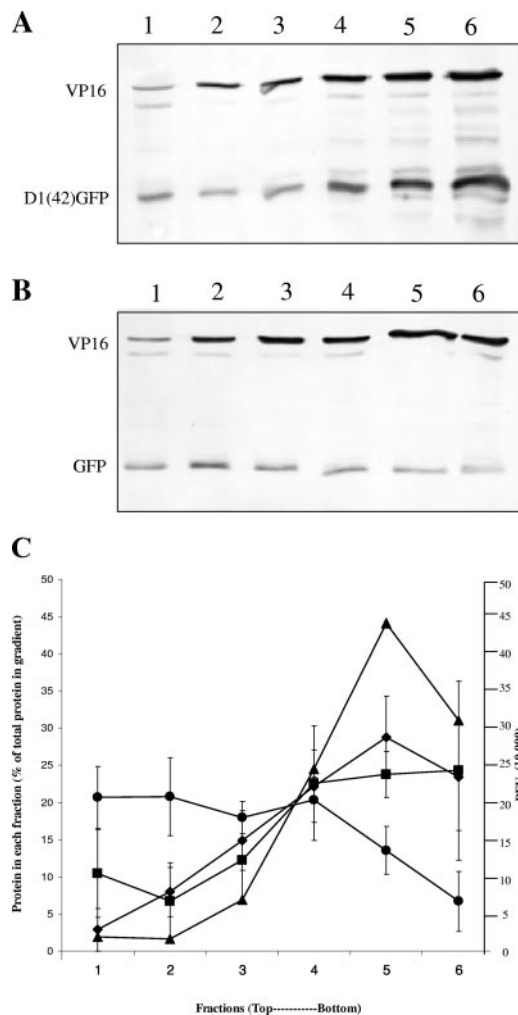 A
1 2 3 4 5 6
VP16
D1(42)GFP
B
1 2 3 4 5 6
VP16
GFP
C
Protein in each fraction (% of total protein in gradient)
50
45
40
35
30
25
20
15
10
5
0
50
45
40
35
30
25
20
15
10
5
0
(10,000)
1 2 3 4 5 6
Fractions (Top-----------Bottom)